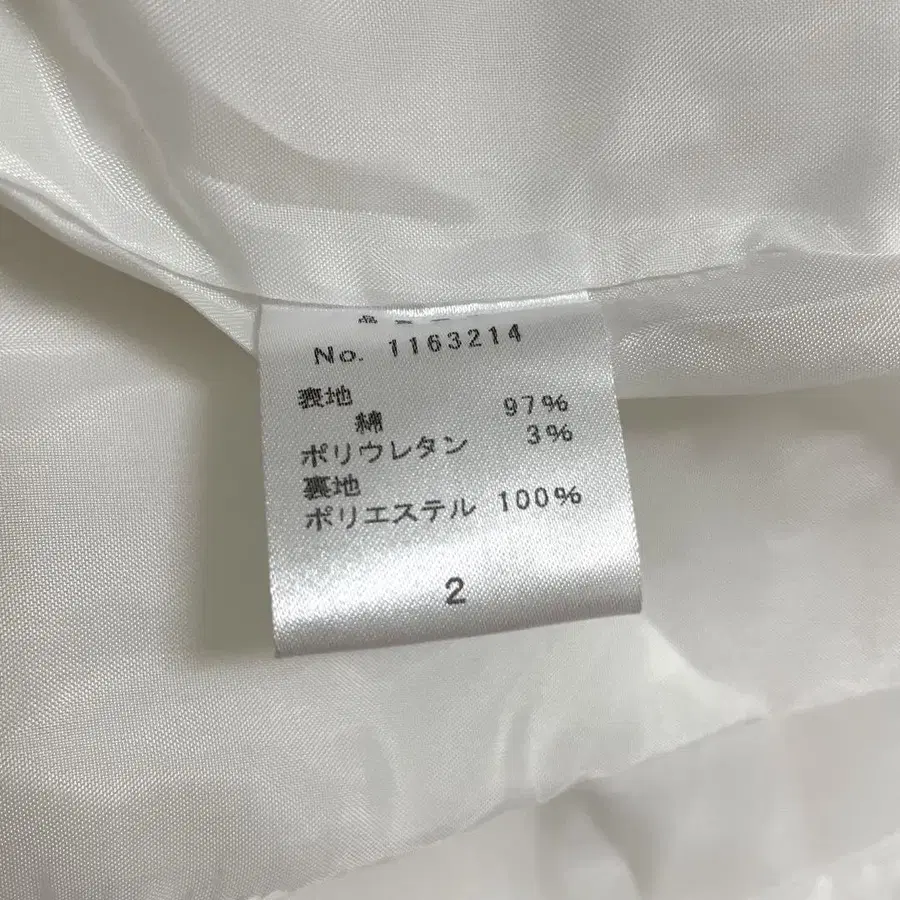 No. 1163214
表地
綿 97%
ポリウレタン 3%
裏地
ポリエステル 100%
2